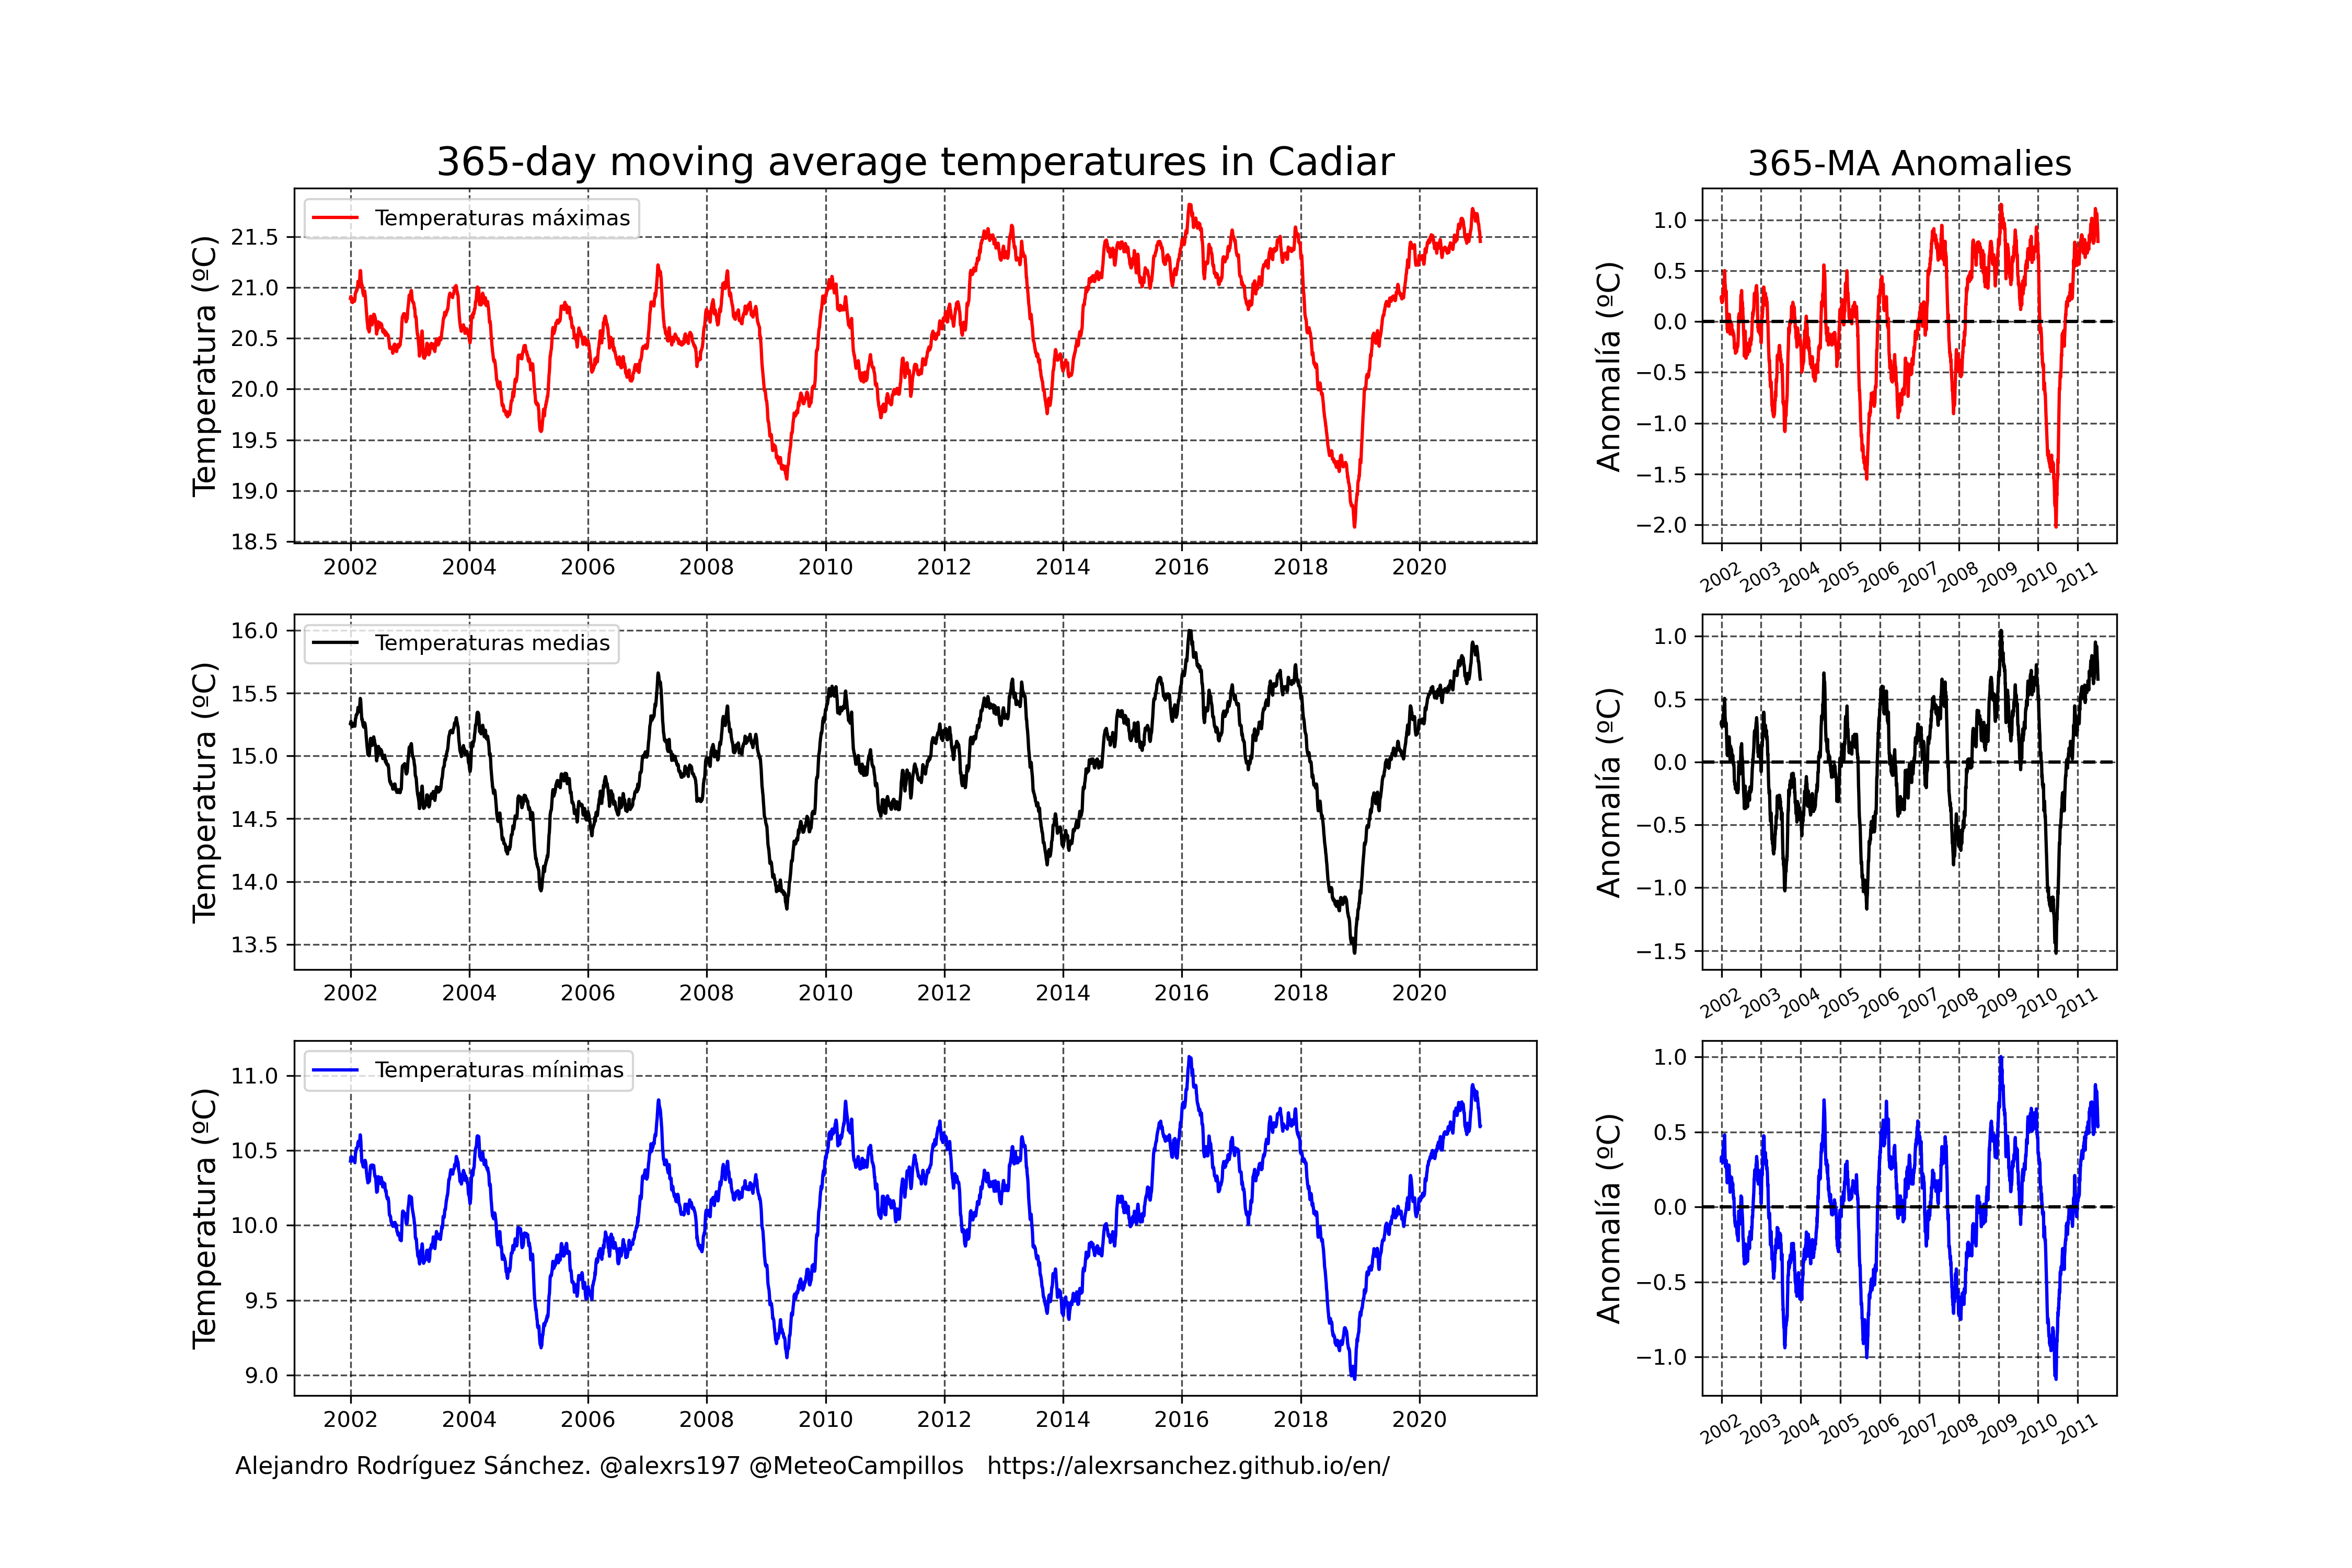 365-day moving average temperatures in Cadiar
365-MA Anomalies
Temperaturas máximas
Temperatura (ºC)
21.5
21.0
20.5
20.0
19.5
19.0
18.5
2002 2004 2006 2008 2010 2012 2014 2016 2018 2020
Anomalía (ºC)
1.0
0.5
0.0
−0.5
−1.0
−1.5
−2.0
2002 2003 2004 2005 2006 2007 2008 2009 2010 2011
Temperaturas medias
Temperatura (ºC)
16.0
15.5
15.0
14.5
14.0
13.5
2002 2004 2006 2008 2010 2012 2014 2016 2018 2020
Anomalía (ºC)
1.0
0.5
0.0
−0.5
−1.0
−1.5
2002 2003 2004 2005 2006 2007 2008 2009 2010 2011
Temperaturas mínimas
Temperatura (ºC)
11.0
10.5
10.0
9.5
9.0
2002 2004 2006 2008 2010 2012 2014 2016 2018 2020
Anomalía (ºC)
1.0
0.5
0.0
−0.5
−1.0
2002 2003 2004 2005 2006 2007 2008 2009 2010 2011
Alejandro Rodríguez Sánchez. @alexrs197 @MeteoCampillos https://alexrsanchez.github.io/en/